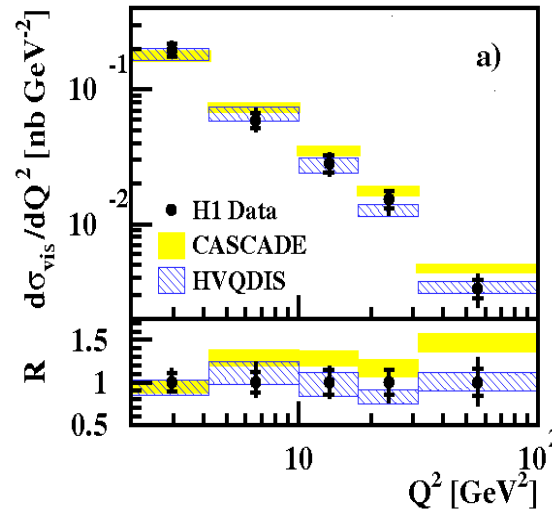 a)
dσ_vis/dQ² [nb GeV⁻²]
10⁻¹
10⁻²
H1 Data
CASCADE
HVQDIS
R
1.5
1
0.5
10
10²
Q² [GeV²]